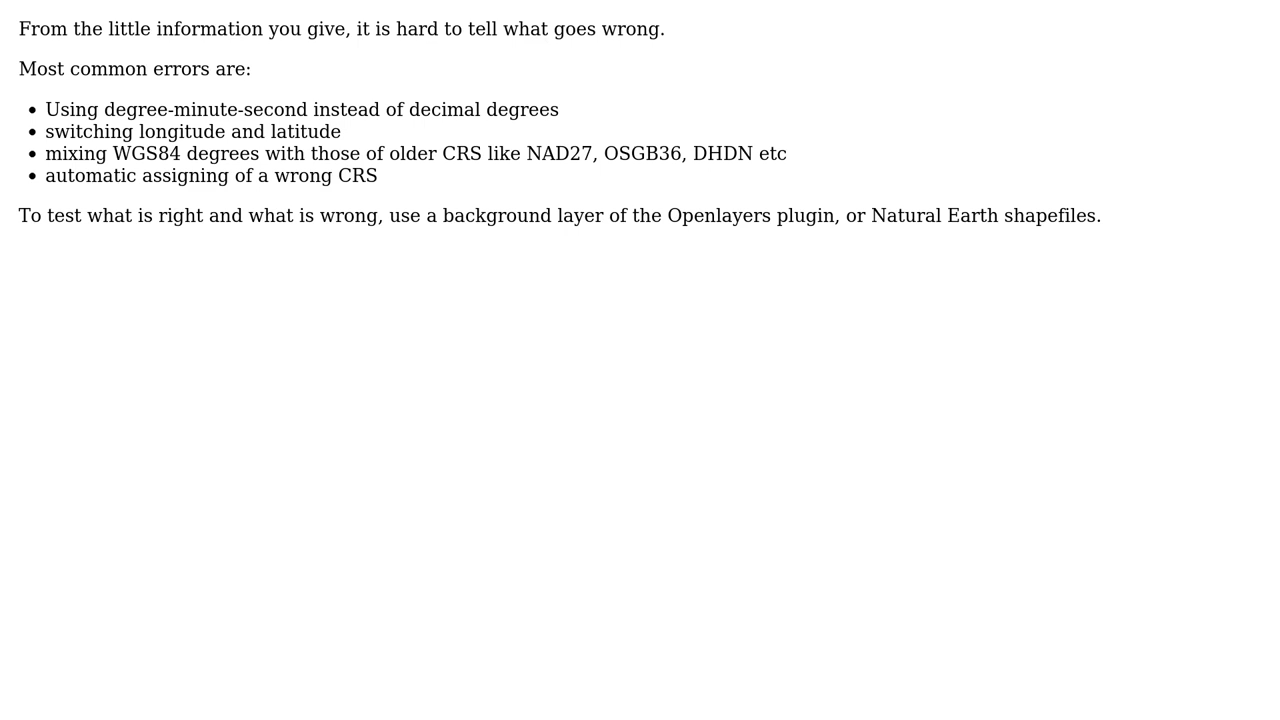 From the little information you give, it is hard to tell what goes wrong.
Most common errors are:
• Using degree-minute-second instead of decimal degrees
• switching longitude and latitude
• mixing WGS84 degrees with those of older CRS like NAD27, OSGB36, DHDN etc
• automatic assigning of a wrong CRS
To test what is right and what is wrong, use a background layer of the Openlayers plugin, or Natural Earth shapefiles.